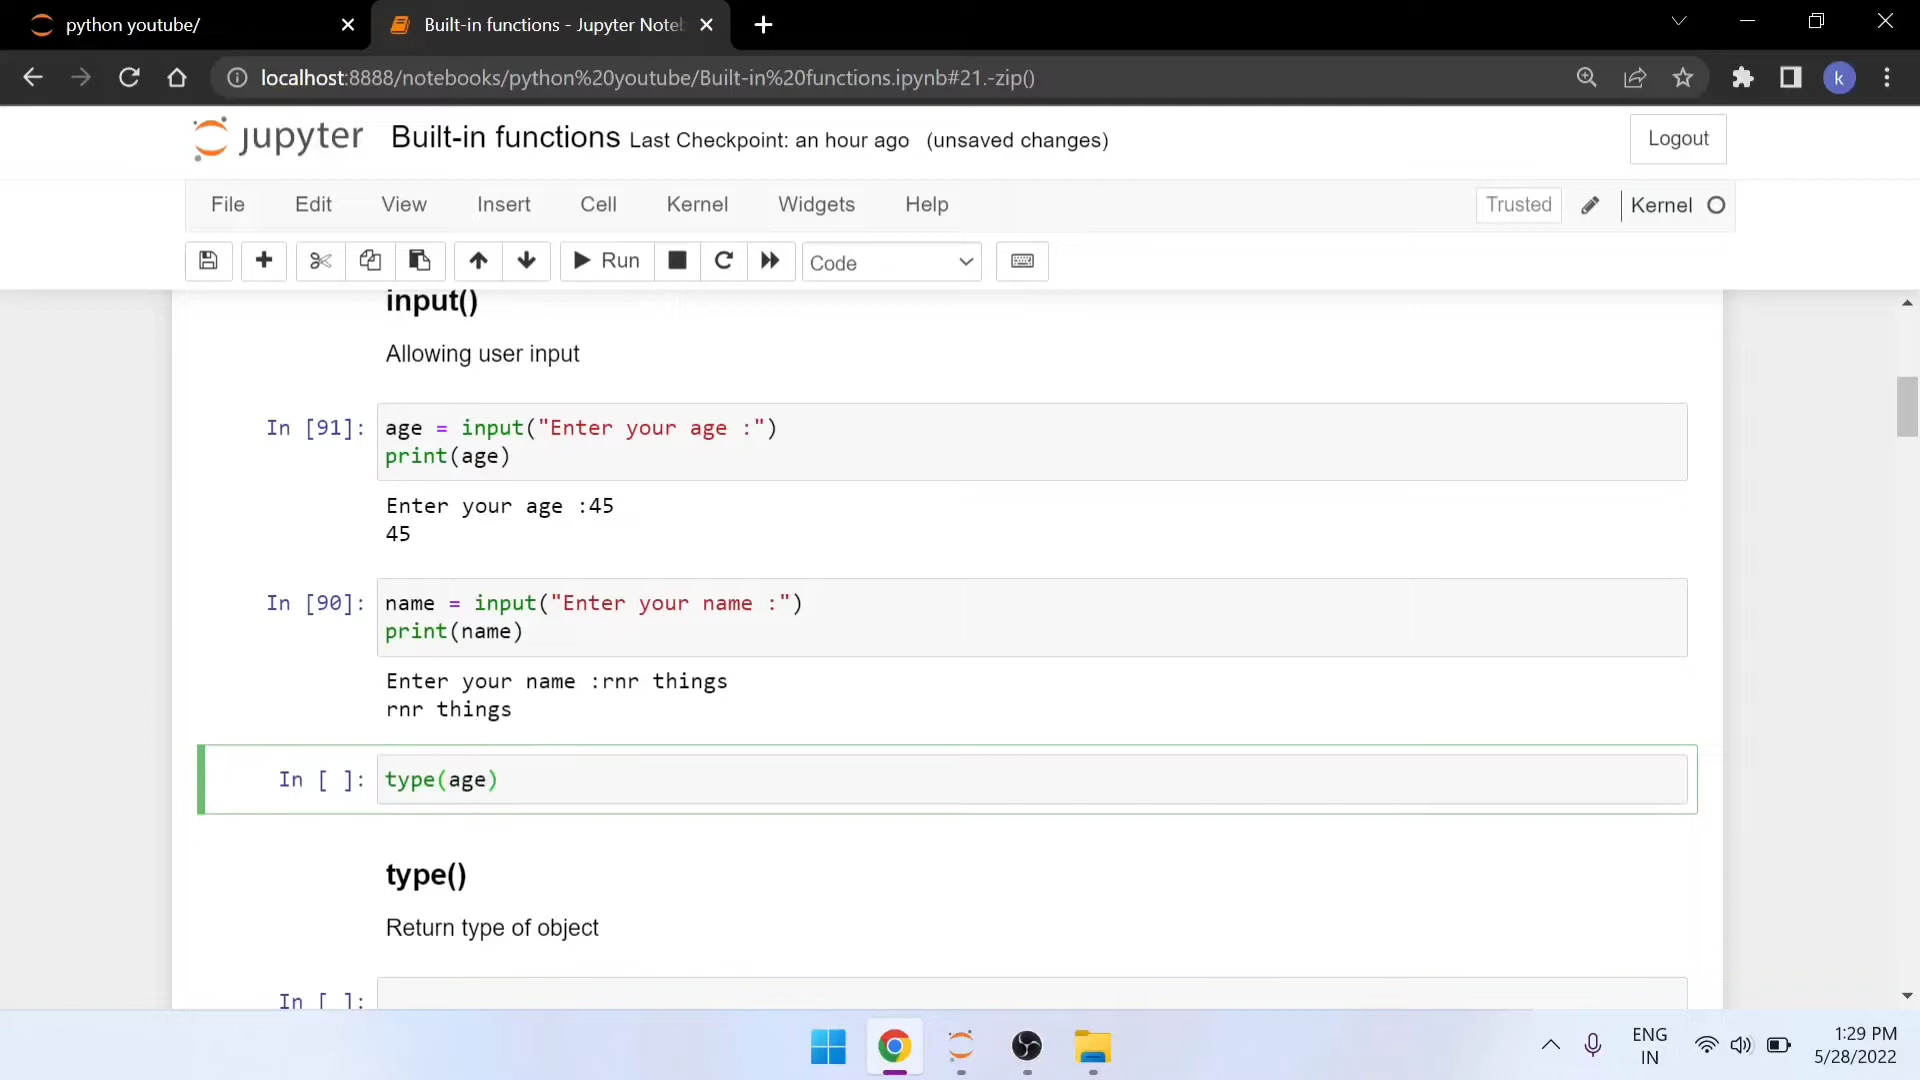 python youtube/
Built-in functions - Jupyter Noteb
localhost:8888/notebooks/python%20youtube/Built-in%20functions.ipynb#21.-zip()
k
jupyter Built-in functions Last Checkpoint: an hour ago (unsaved changes)
Logout
File Edit View Insert Cell Kernel Widgets Help
Trusted
Kernel
Run
Code
input()
Allowing user input
In [91]: age = input("Enter your age :")
print(age)
Enter your age :45
45
In [90]: name = input("Enter your name :")
print(name)
Enter your name :rnr things
rnr things
In [ ]: type(age)
type()
Return type of object
In [ ]:
ENG
IN
1:29 PM
5/28/2022